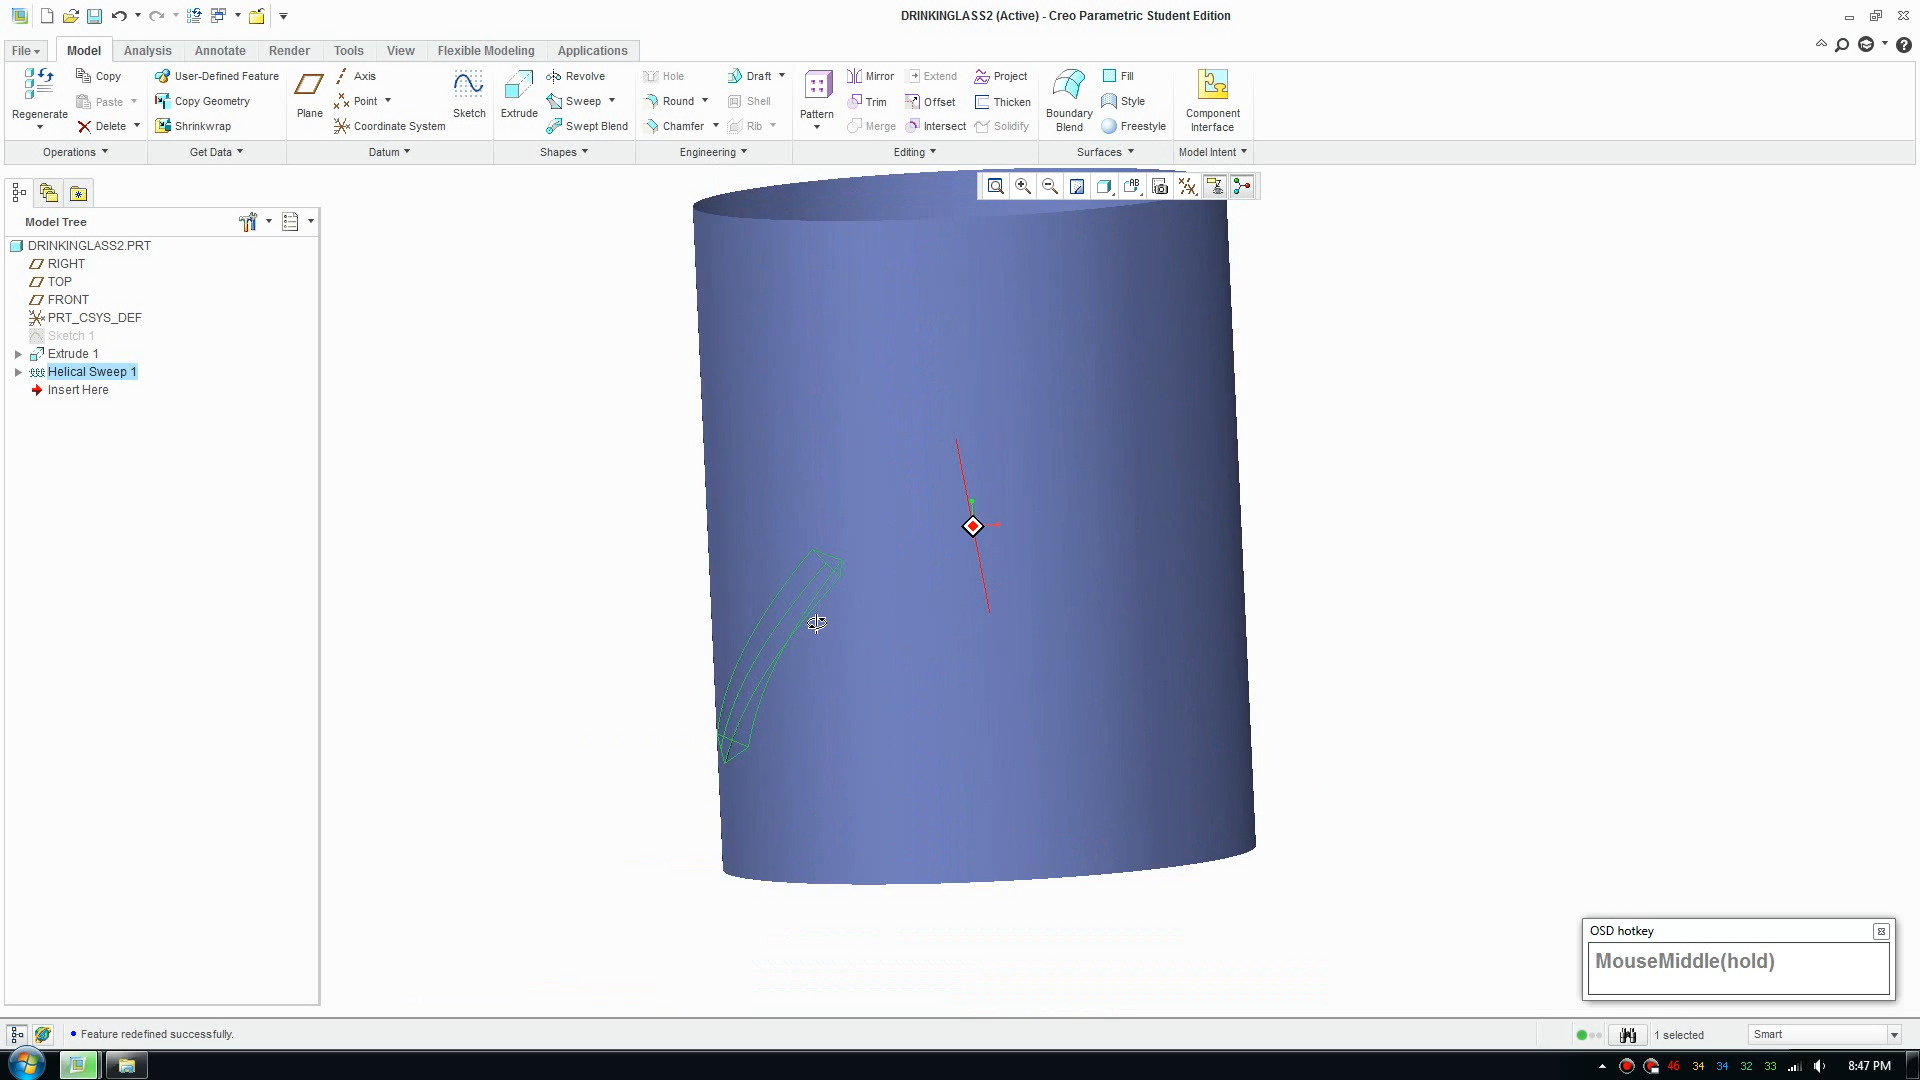 DRINKINGLASS2 (Active) - Creo Parametric Student Edition
File Model Analysis Annotate Render Tools View Flexible Modeling Applications
Regenerate
Copy
Paste
Delete
Operations
User-Defined Feature
Copy Geometry
Shrinkwrap
Get Data
Plane
Axis
Point
Coordinate System
Sketch
Datum
Extrude
Revolve
Sweep
Swept Blend
Shapes
Hole
Round
Chamfer
Draft
Shell
Rib
Engineering
Pattern
Mirror
Trim
Merge
Extend
Offset
Intersect
Project
Thicken
Solidify
Editing
Boundary
Blend
Fill
Style
Freestyle
Surfaces
Component
Interface
Model Intent
Model Tree
DRINKINGLASS2.PRT
RIGHT
TOP
FRONT
PRT_CSYS_DEF
Sketch 1
Extrude 1
Helical Sweep 1
Insert Here
OSD hotkey
MouseMiddle(hold)
Feature redefined successfully.
1 selected
Smart
46 34 34 32 33
8:47 PM